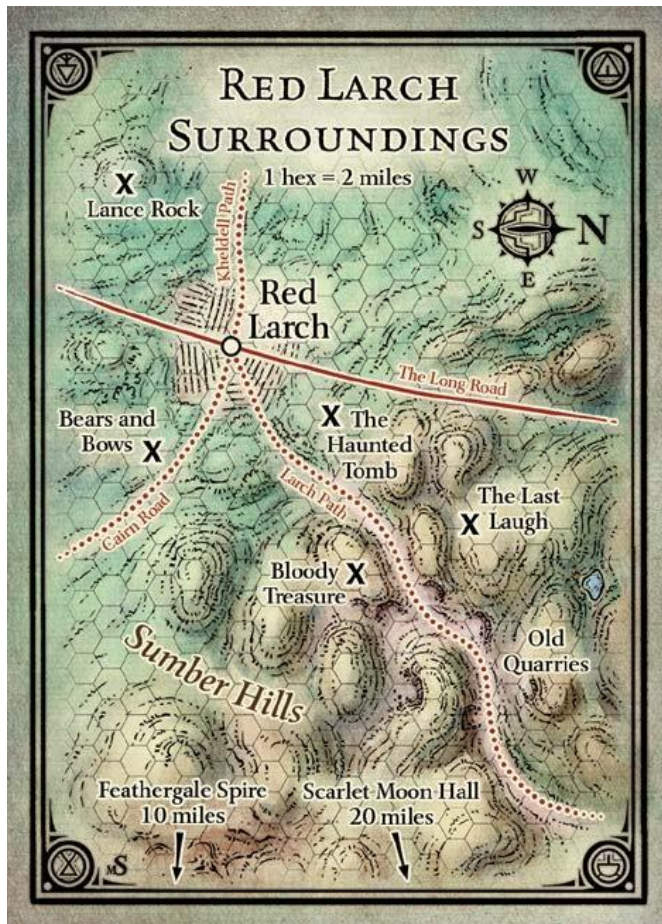 RED LARCH
SURROUNDINGS
1 hex = 2 miles
W
S
N
E
Lance Rock
Kheldell Path
Red
Larch
The Long Road
Bears and
Bows
The
Haunted
Tomb
Cairn Road
Larch Path
The Last
Laugh
Bloody
Treasure
Old
Quarries
Sumber Hills
Feathergale Spire
10 miles
Scarlet Moon Hall
20 miles
MS